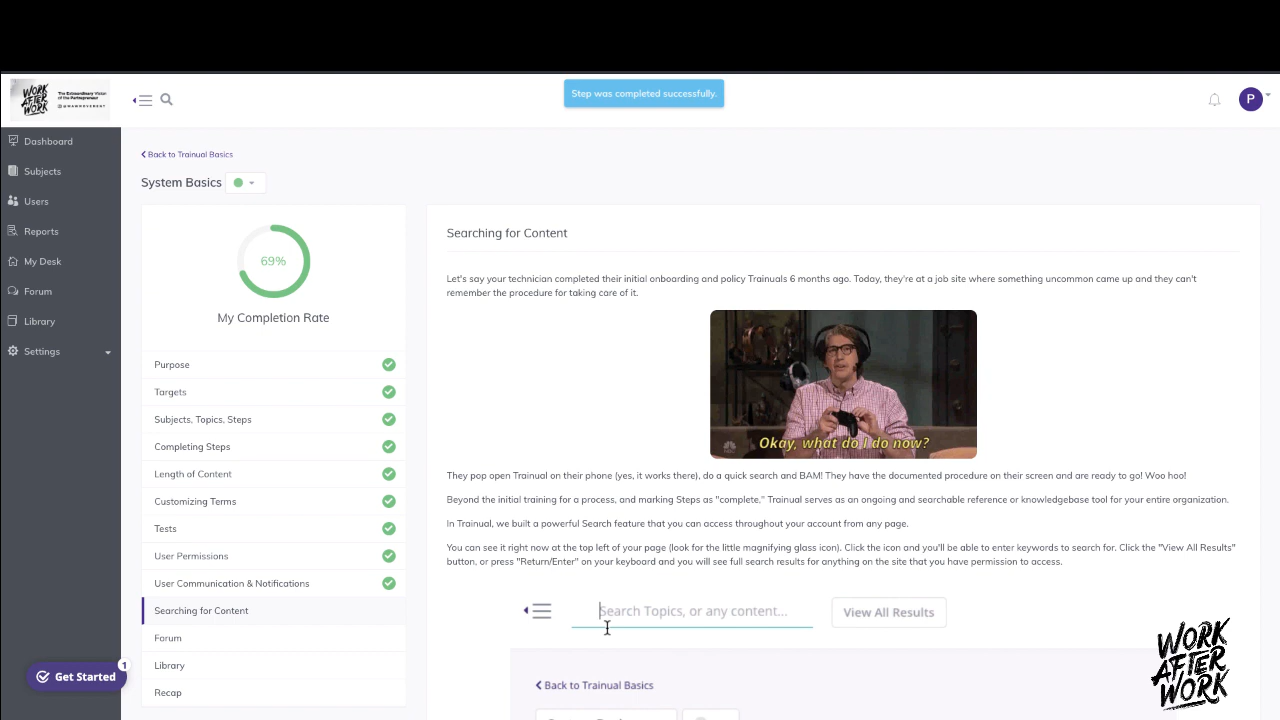 WORK
AFTER
WORK
The Extraordinary Vision
Step was completed successfully.
P
Dashboard
Subjects
Users
Reports
My Desk
Forum
Library
Settings
Back to Trainual Basics
System Basics
69%
My Completion Rate
Purpose
Targets
Subjects, Topics, Steps
Completing Steps
Length of Content
Customizing Terms
Tests
User Permissions
User Communication & Notifications
Searching for Content
Forum
Library
Recap
Get Started
1
Searching for Content
Let's say your technician completed their initial onboarding and policy Trainuals 6 months ago. Today, they're at a job site where something uncommon came up and they can't
remember the procedure for taking care of it.
Okay, what do I do now?
They pop open Trainual on their phone (yes, it works there), do a quick search and BAM! They have the documented procedure on their screen and are ready to go! Woo hoo!
Beyond the initial training for a process, and marking Steps as "complete," Trainual serves as an ongoing and searchable reference or knowledgebase tool for your entire organization.
In Trainual, we built a powerful Search feature that you can access throughout your account from any page.
You can see it right now at the top left of your page (look for the little magnifying glass icon). Click the icon and you'll be able to enter keywords to search for. Click the "View All Results"
button, or press "Return/Enter" on your keyboard and you will see full search results for anything on the site that you have permission to access.
Search Topics, or any content...
View All Results
Back to Trainual Basics
WORK
AFTER
WORK